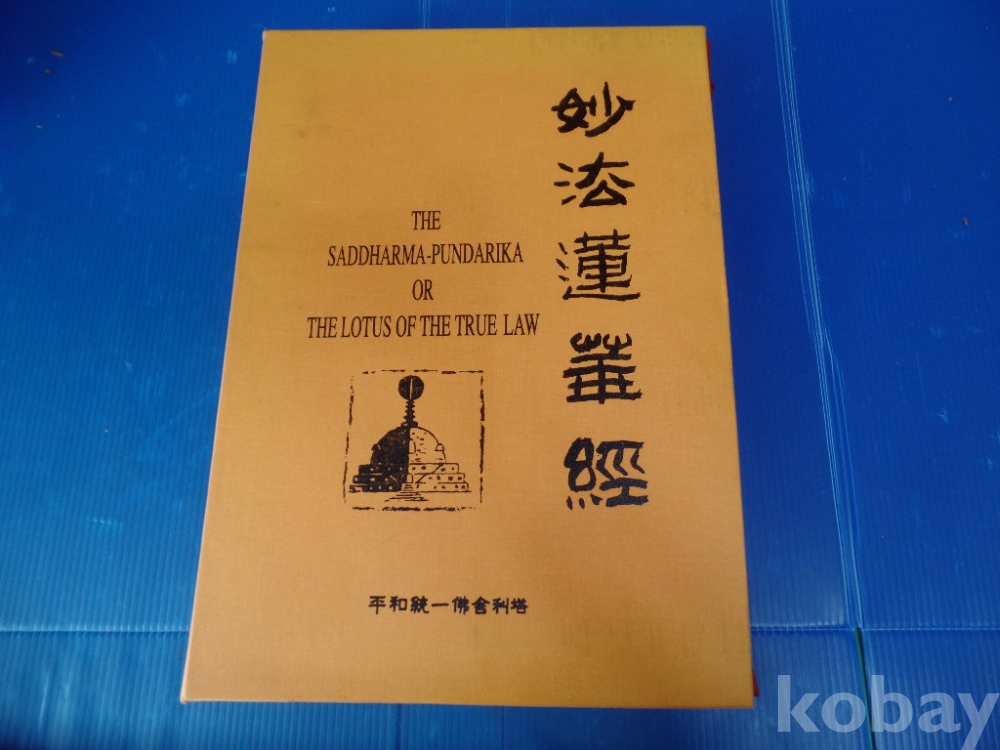 妙法蓮華經
THE
SADDHARMA-PUNDARIKA
OR
THE LOTUS OF THE TRUE LAW
平和統一佛舍利塔
kobay